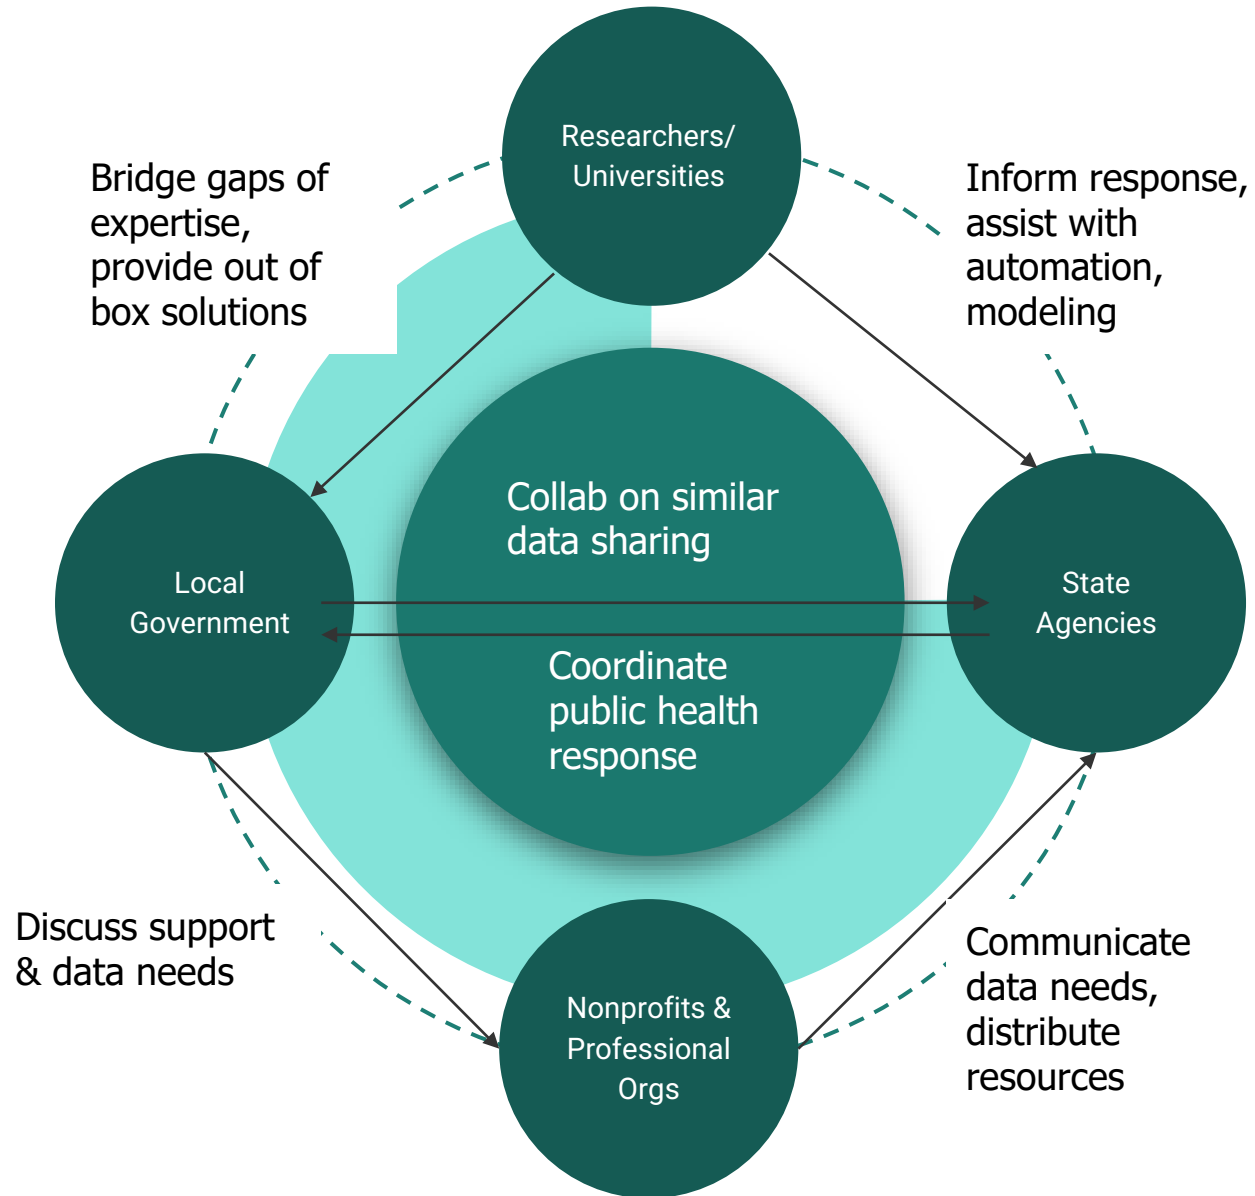 Researchers/
Universities
Bridge gaps of
expertise,
provide out of
box solutions
Inform response,
assist with
automation,
modeling
Collab on similar
data sharing
Local
Government
State
Agencies
Coordinate
public health
response
Discuss support
& data needs
Nonprofits &
Professional
Orgs
Communicate
data needs,
distribute
resources